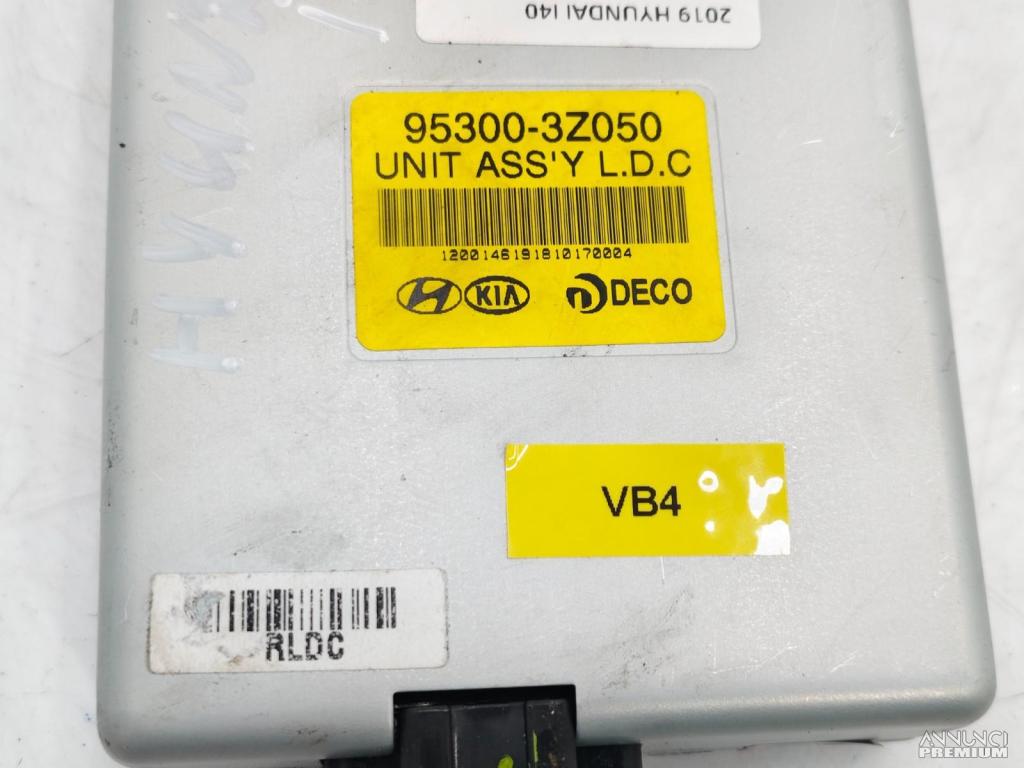 2019 HYUNDAI I40
95300-3Z050
UNIT ASS'Y L.D.C
1200146191810170004
KIA DECO
VB4
RLDC
ANNUNCI
PREMIUM